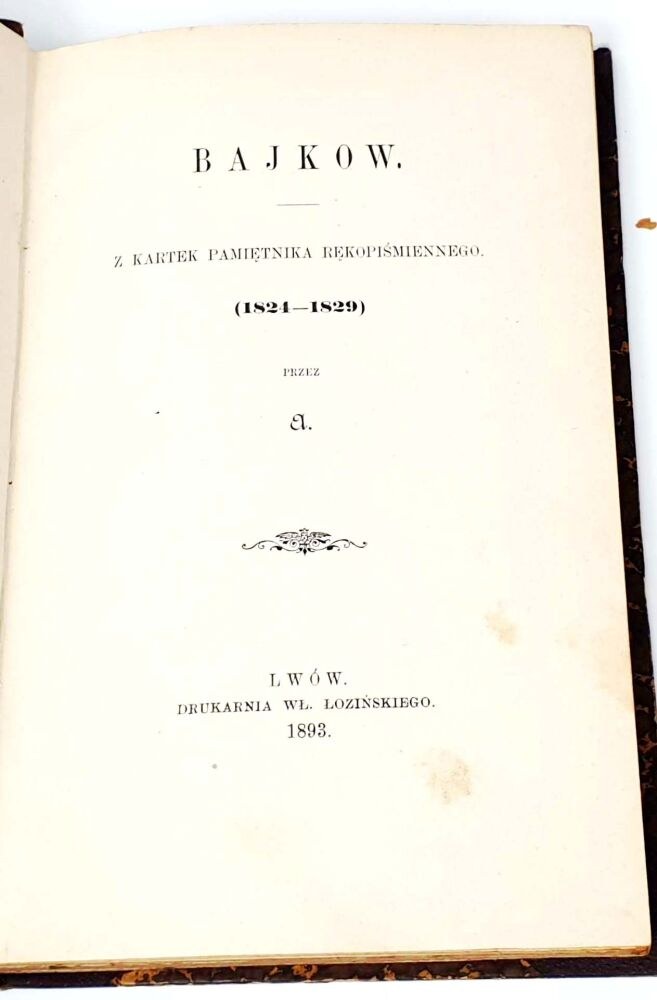 BAJKOW.
Z KARTEK PAMIĘTNIKA RĘKOPIŚMIENNEGO.
(1824—1829)
PRZEZ
A.
LWÓW.
DRUKARNIA WŁ. ŁOZIŃSKIEGO.
1893.